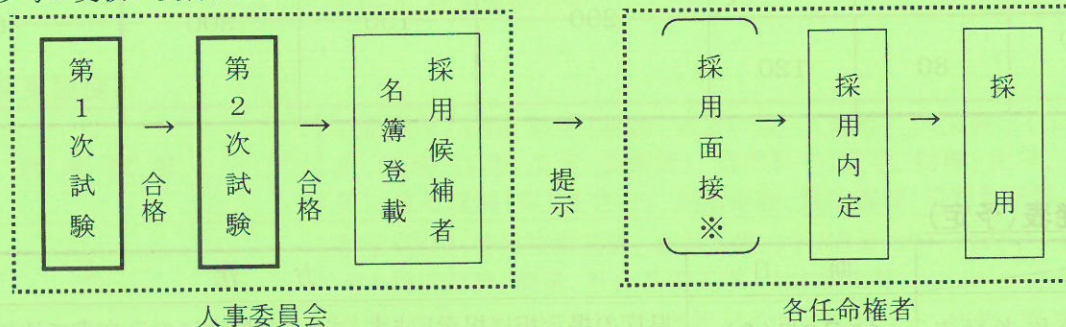 第1次試験
→
合格
第2次試験
→
合格
採用候補者
名簿登載
→
提示
採用面接※
→
採用内定
→
採用
人事委員会
各任命権者